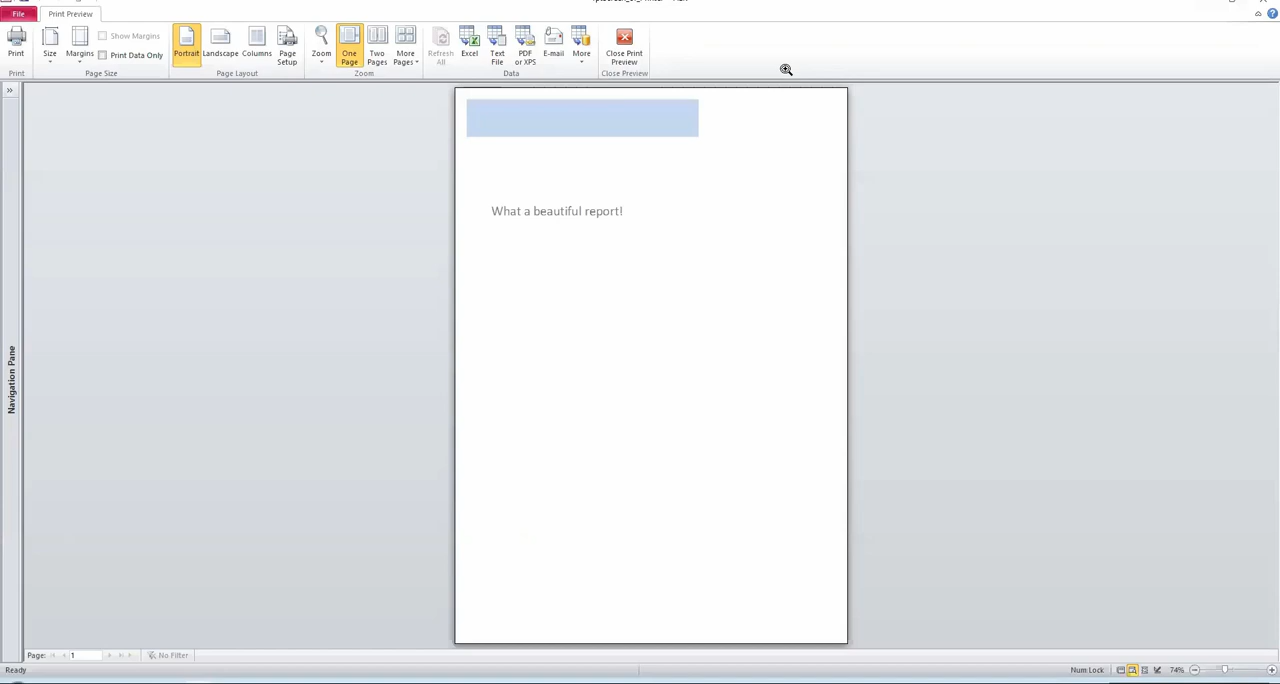 File
Print Preview
Print
Size
Margins
Show Margins
Print Data Only
Portrait
Landscape
Columns
Page Setup
Zoom
One Page
Two Pages
More Pages
Refresh All
Excel
Text File
PDF or XPS
E-mail
More
Close Print Preview
Print
Page Size
Page Layout
Zoom
Data
Close Preview
What a beautiful report!
Navigation Pane
Page: 1
No Filter
Ready
Num Lock
74%